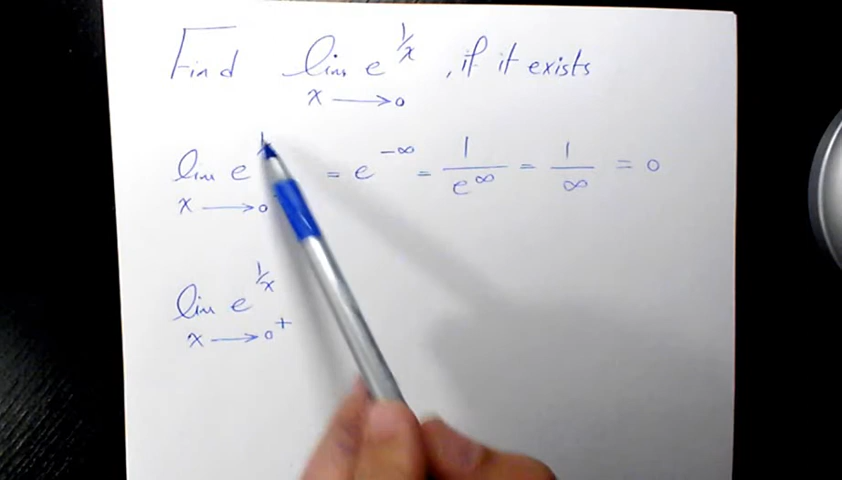 Find lim e^1/x , if it exists
x → 0
lim e = e^-∞ = 1/e^∞ = 1/∞ = 0
x → 0
lim e^1/x
x → 0+